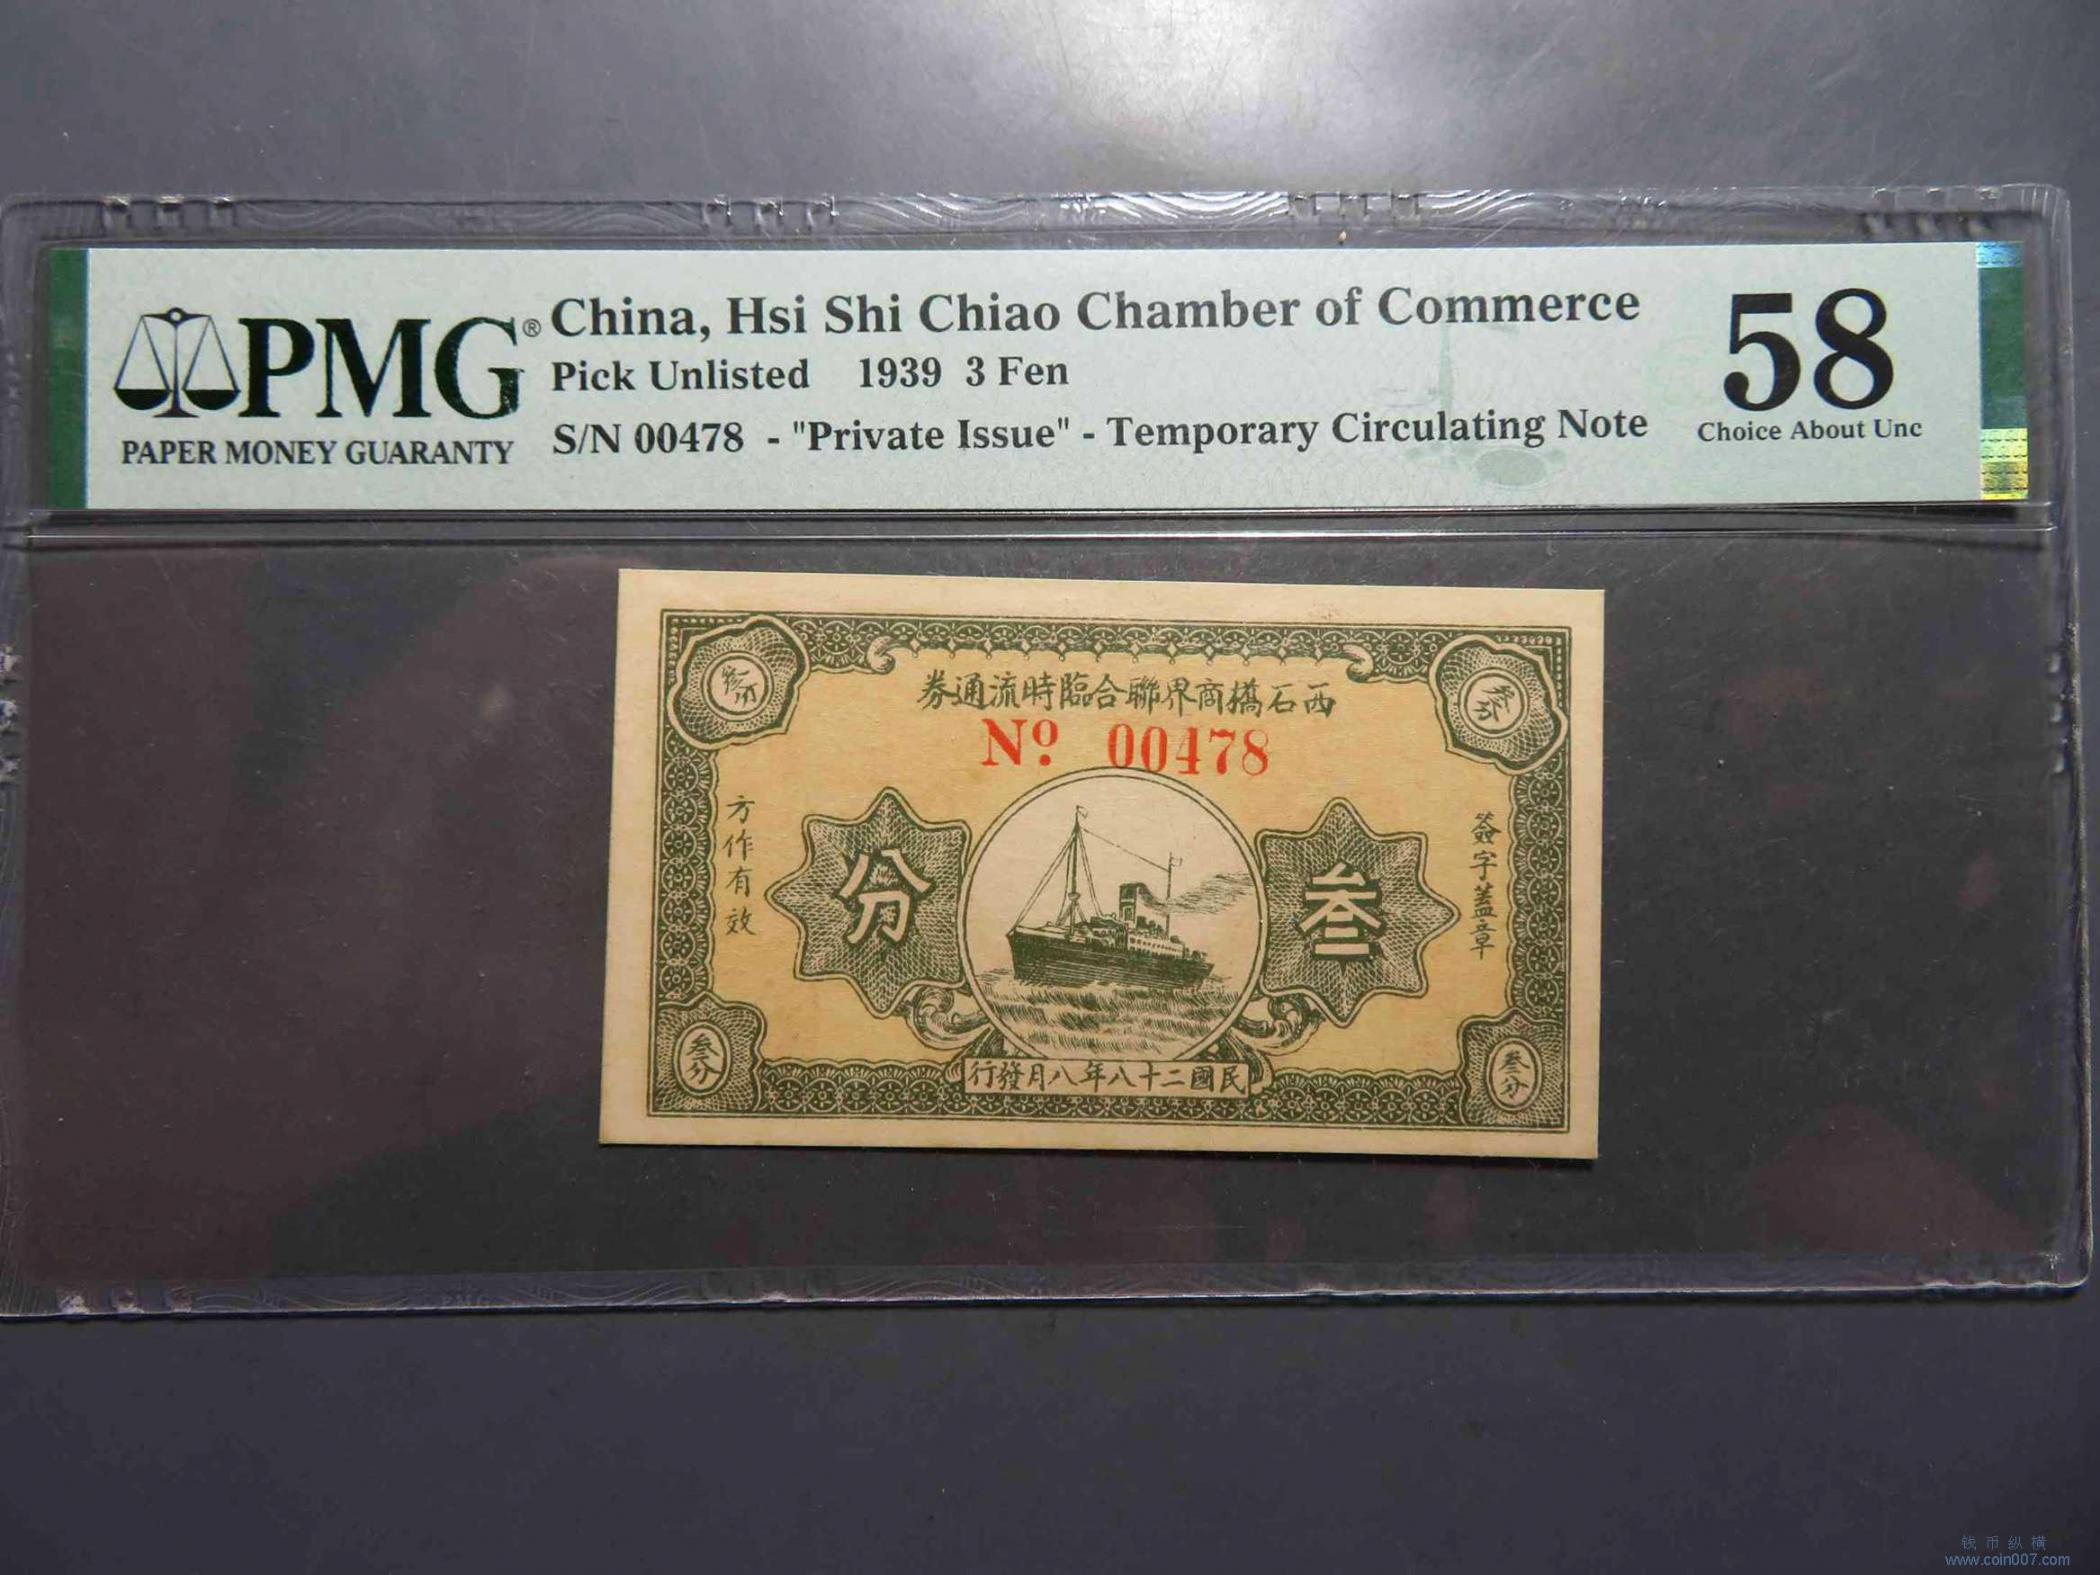 PMG®
PAPER MONEY GUARANTY
China, Hsi Shi Chiao Chamber of Commerce
Pick Unlisted 1939 3 Fen
S/N 00478 - "Private Issue" - Temporary Circulating Note
58
Choice About Unc
西石橋商界聯合臨時流通券
No 00478
叁分
叁分
簽字蓋章
方作有效
叁分
民國二十八年八月發行
叁分
叁分
钱币纵横
www.coin007.com